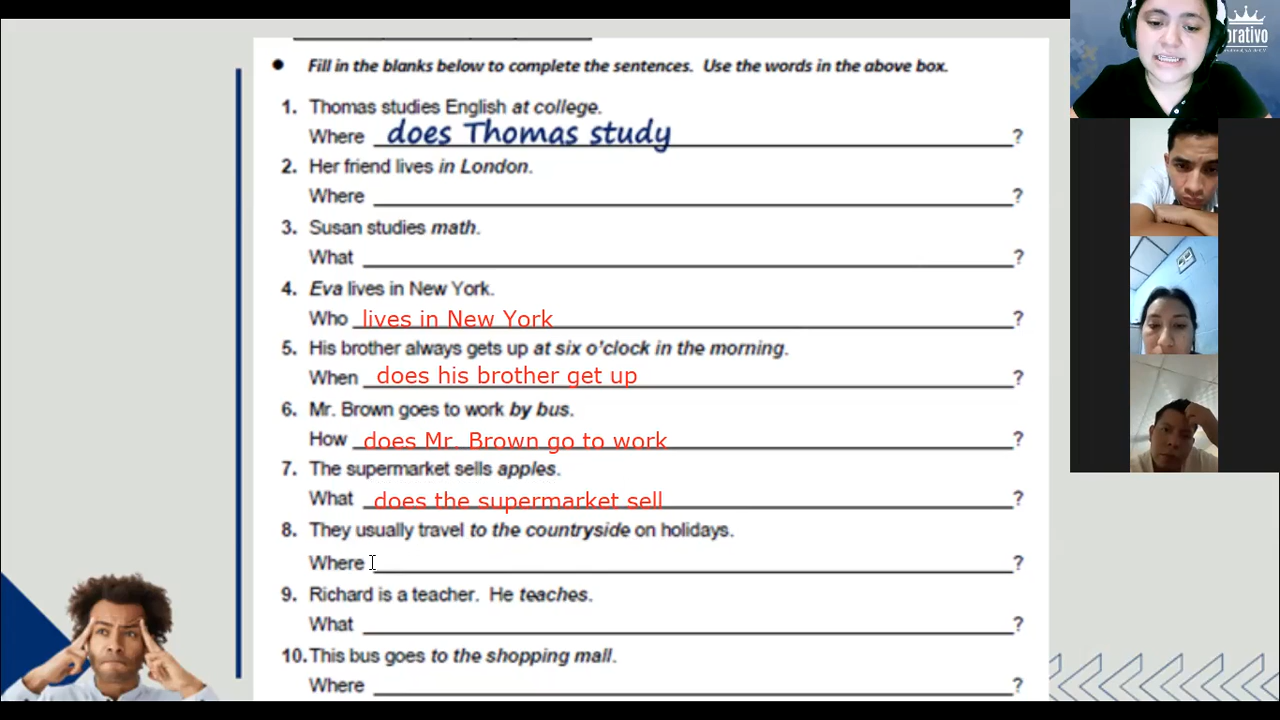 orativo
Fill in the blanks below to complete the sentences. Use the words in the above box.
1. Thomas studies English at college.
Where does Thomas study ?
2. Her friend lives in London.
Where ?
3. Susan studies math.
What ?
4. Eva lives in New York.
Who lives in New York ?
5. His brother always gets up at six o'clock in the morning.
When does his brother get up ?
6. Mr. Brown goes to work by bus.
How does Mr. Brown go to work ?
7. The supermarket sells apples.
What does the supermarket sell ?
8. They usually travel to the countryside on holidays.
Where ?
9. Richard is a teacher. He teaches.
What ?
10. This bus goes to the shopping mall.
Where ?